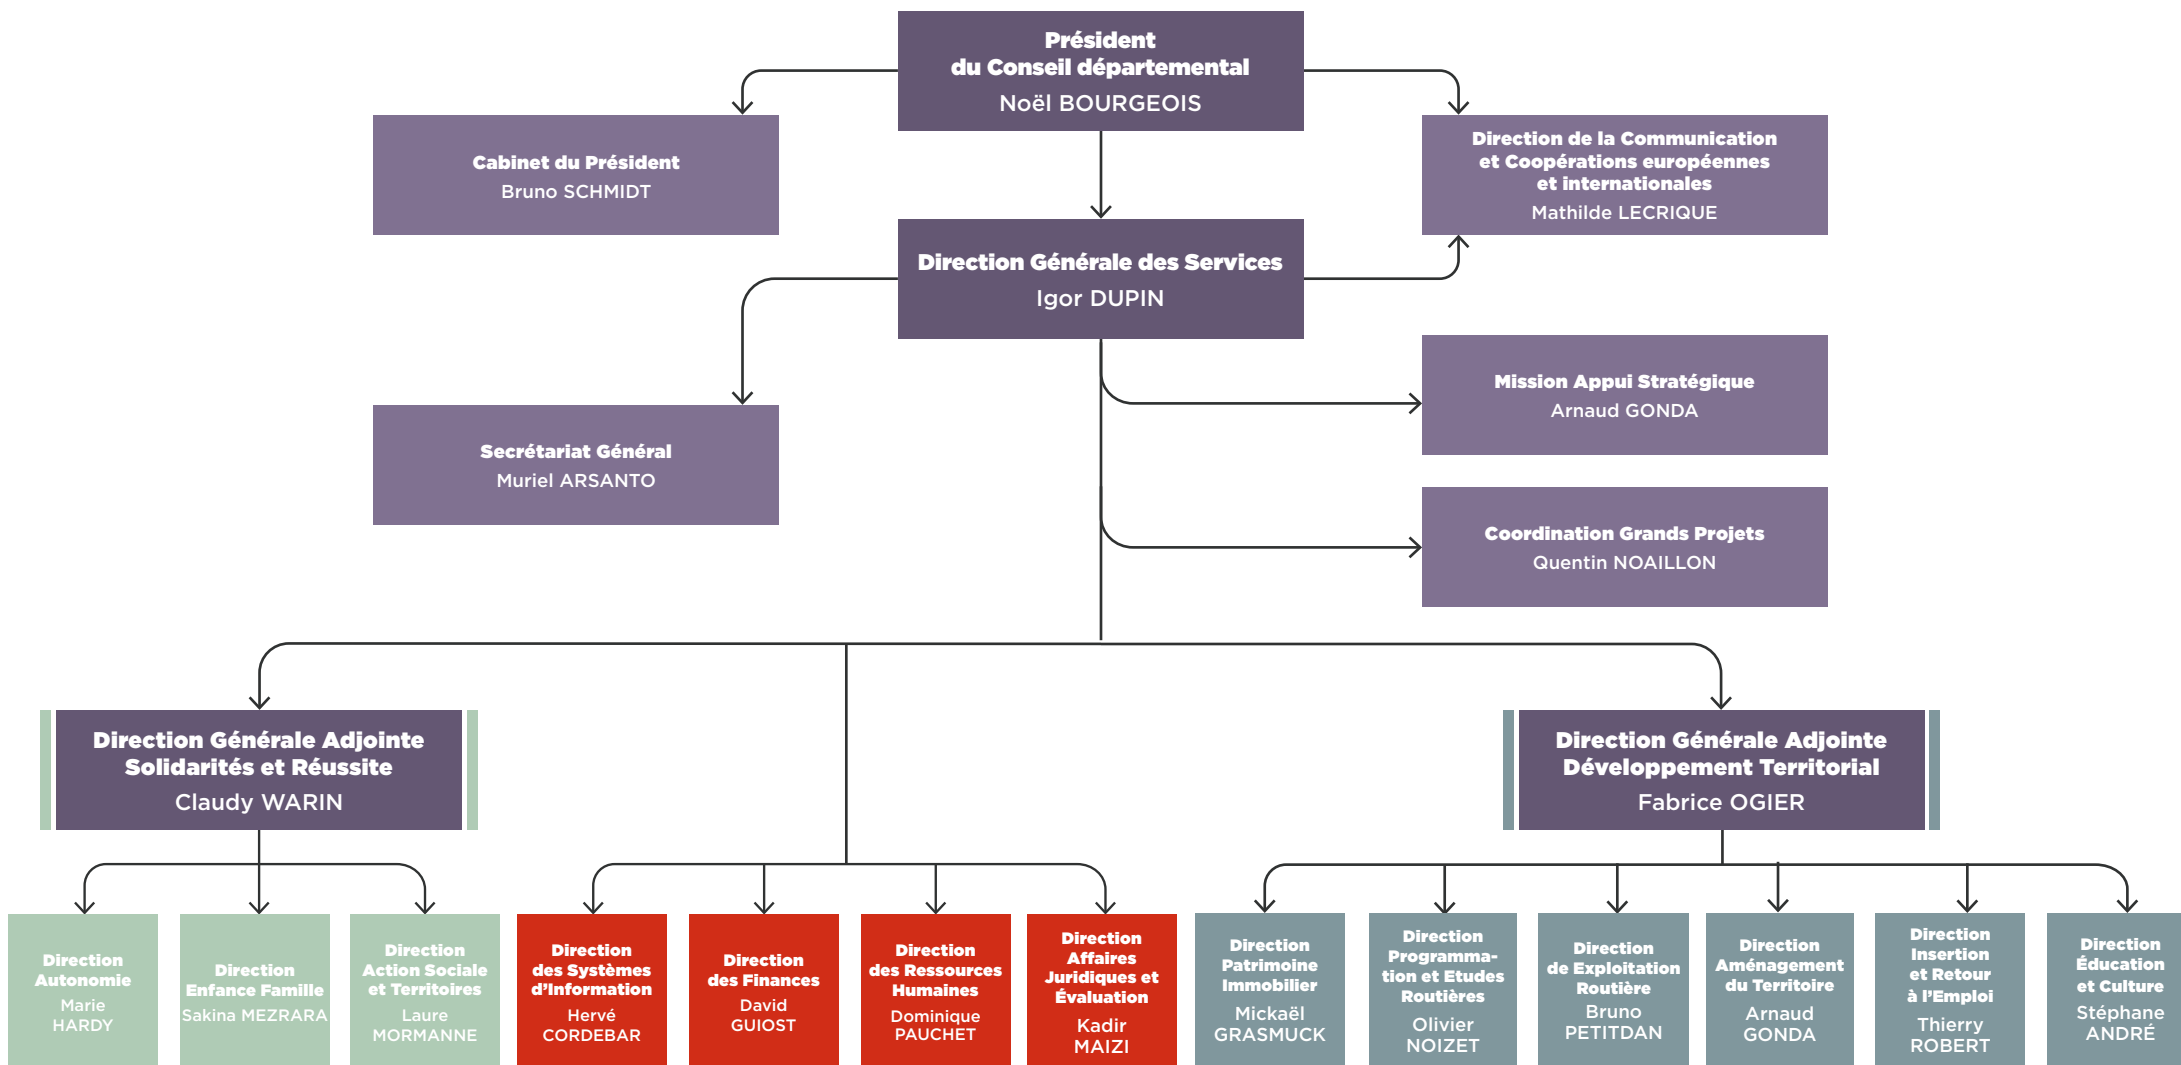 Président
du Conseil départemental
Noël BOURGEOIS
Cabinet du Président
Bruno SCHMIDT
Direction de la Communication
et Coopérations européennes
et internationales
Mathilde LECRIQUE
Direction Générale des Services
Igor DUPIN
Mission Appui Stratégique
Arnaud GONDA
Secrétariat Général
Muriel ARSANTO
Coordination Grands Projets
Quentin NOAILLON
Direction Générale Adjointe
Solidarités et Réussite
Claudy WARIN
Direction Générale Adjointe
Développement Territorial
Fabrice OGIER
Direction
Autonomie
Marie
HARDY
Direction
Enfance Famille
Sakina MEZRARA
Direction
Action Sociale
et Territoires
Laure
MORMANNE
Direction
des Systèmes
d'Information
Hervé
CORDEBAR
Direction
des Finances
David
GUIOST
Direction
des Ressources
Humaines
Dominique
PAUCHET
Direction
Affaires
Juridiques et
Évaluation
Kadir
MAIZI
Direction
Patrimoine
Immobilier
Mickaël
GRASMUCK
Direction
Programma-
tion et Etudes
Routières
Olivier
NOIZET
Direction
de Exploitation
Routière
Bruno
PETITDAN
Direction
Aménagement
du Territoire
Arnaud
GONDA
Direction
Insertion
et Retour
à l'Emploi
Thierry
ROBERT
Direction
Éducation
et Culture
Stéphane
ANDRÉ